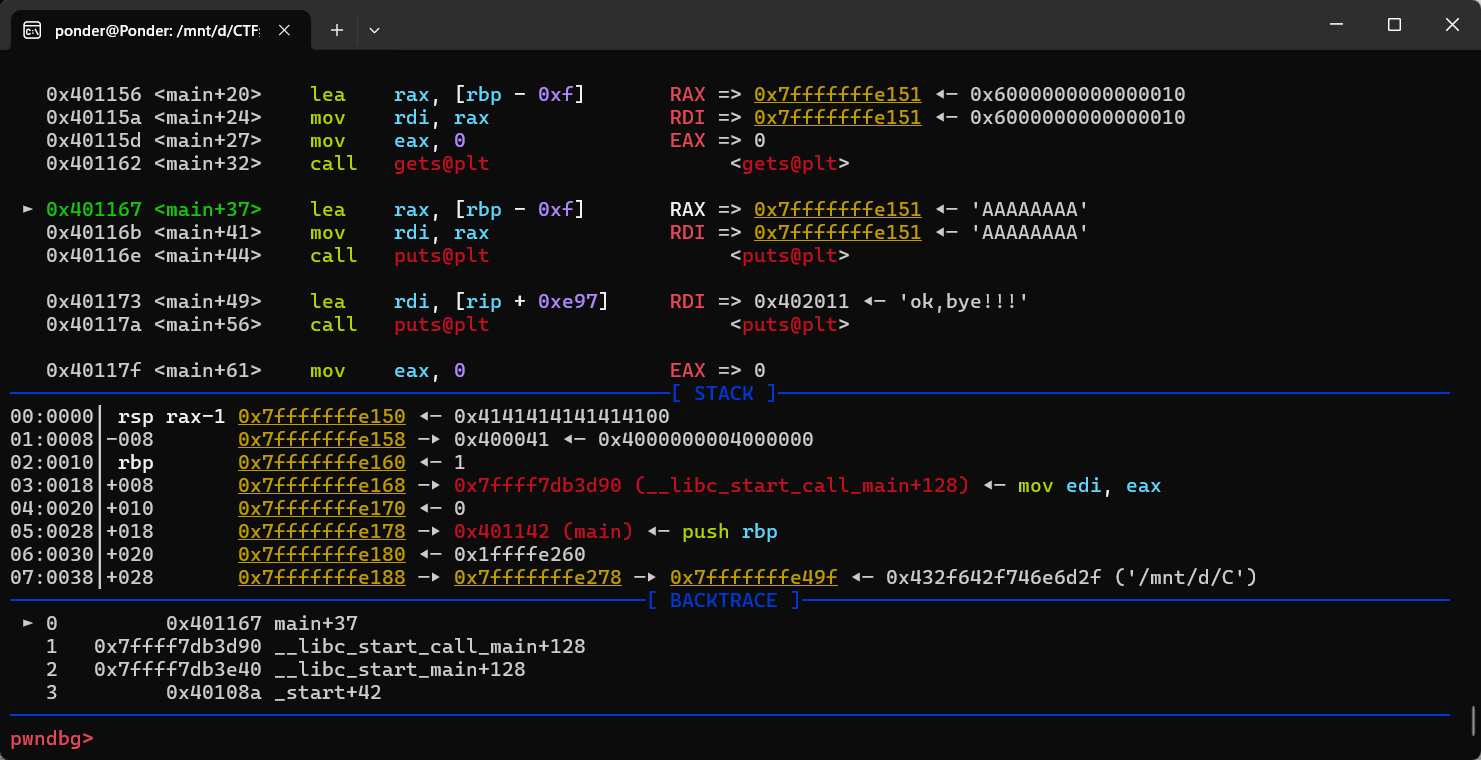 ponder@Ponder: /mnt/d/CTF
0x401156 <main+20> lea rax, [rbp - 0xf] RAX => 0x7fffffffe151 ◂— 0x6000000000000010
0x40115a <main+24> mov rdi, rax RDI => 0x7fffffffe151 ◂— 0x6000000000000010
0x40115d <main+27> mov eax, 0 EAX => 0
0x401162 <main+32> call gets@plt <gets@plt>
► 0x401167 <main+37> lea rax, [rbp - 0xf] RAX => 0x7fffffffe151 ◂— 'AAAAAAAA'
0x40116b <main+41> mov rdi, rax RDI => 0x7fffffffe151 ◂— 'AAAAAAAA'
0x40116e <main+44> call puts@plt <puts@plt>
0x401173 <main+49> lea rdi, [rip + 0xe97] RDI => 0x402011 ◂— 'ok,bye!!!'
0x40117a <main+56> call puts@plt <puts@plt>
0x40117f <main+61> mov eax, 0 EAX => 0
[ STACK ]
00:0000│ rsp rax-1 0x7fffffffe150 ◂— 0x4141414141414100
01:0008│-008 0x7fffffffe158 —▸ 0x400041 ◂— 0x4000000004000000
02:0010│ rbp 0x7fffffffe160 ◂— 1
03:0018│+008 0x7fffffffe168 —▸ 0x7ffff7db3d90 (__libc_start_call_main+128) ◂— mov edi, eax
04:0020│+010 0x7fffffffe170 ◂— 0
05:0028│+018 0x7fffffffe178 —▸ 0x401142 (main) ◂— push rbp
06:0030│+020 0x7fffffffe180 ◂— 0x1ffffe260
07:0038│+028 0x7fffffffe188 —▸ 0x7fffffffe278 —▸ 0x7fffffffe49f ◂— 0x432f642f746e6d2f ('/mnt/d/C')
[ BACKTRACE ]
► 0 0x401167 main+37
1 0x7ffff7db3d90 __libc_start_call_main+128
2 0x7ffff7db3e40 __libc_start_main+128
3 0x40108a _start+42
pwndbg>